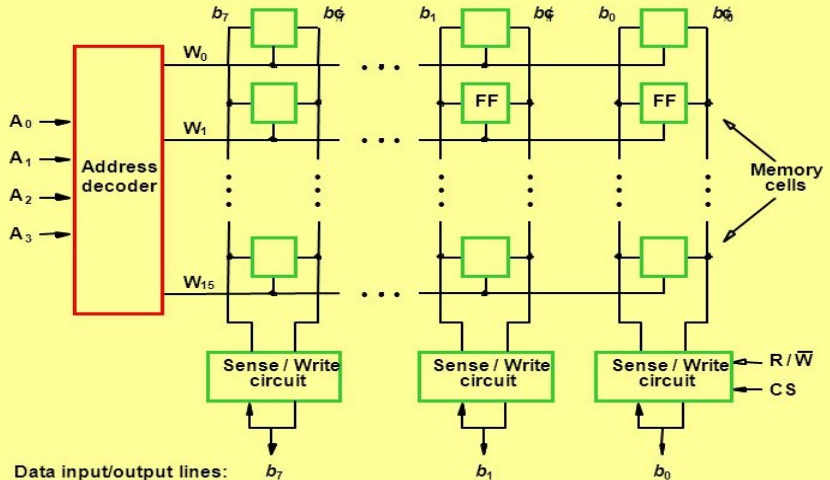 b7 b1 b0
W0
FF FF
A0
W1
A1
Address
decoder
Memory
cells
A2
A3
W15
Sense / Write
circuit
Sense / Write
circuit
Sense / Write
circuit
R/W̅
CS
Data input/output lines: b7 b1 b0